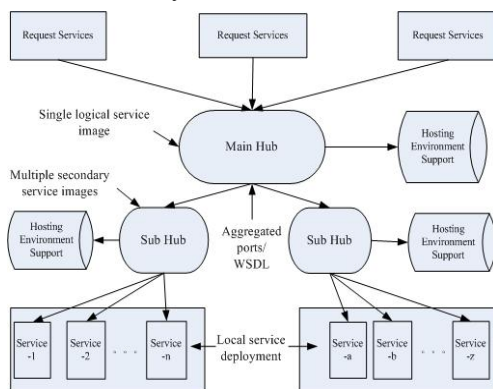 Request Services
Request Services
Request Services
Single logical service
image
Main Hub
Hosting
Environment
Support
Multiple secondary
service images
Hosting
Environment
Support
Sub Hub
Aggregated
ports/
WSDL
Sub Hub
Hosting
Environment
Support
Service
-1
Service
-2
. . .
Service
-n
Local service
deployment
Service
-a
Service
-b
. . .
Service
-z